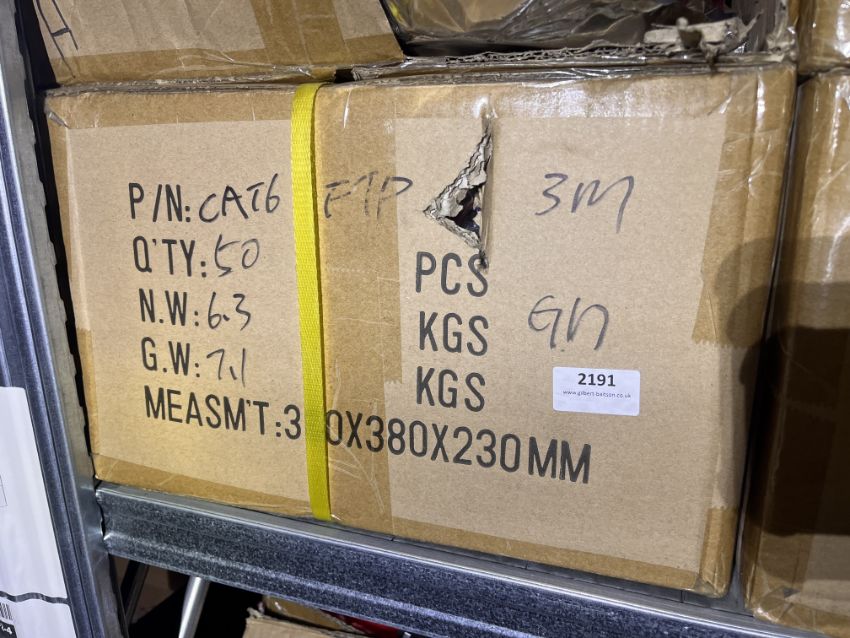 P/N: CAT6 FTP 3M
Q'TY: 50 PCS
N.W: 6.3 KGS G.n
G.W: 7.1 KGS
2191
www.gilbert-baitson.co.uk
MEASM'T:3 0X380X230MM